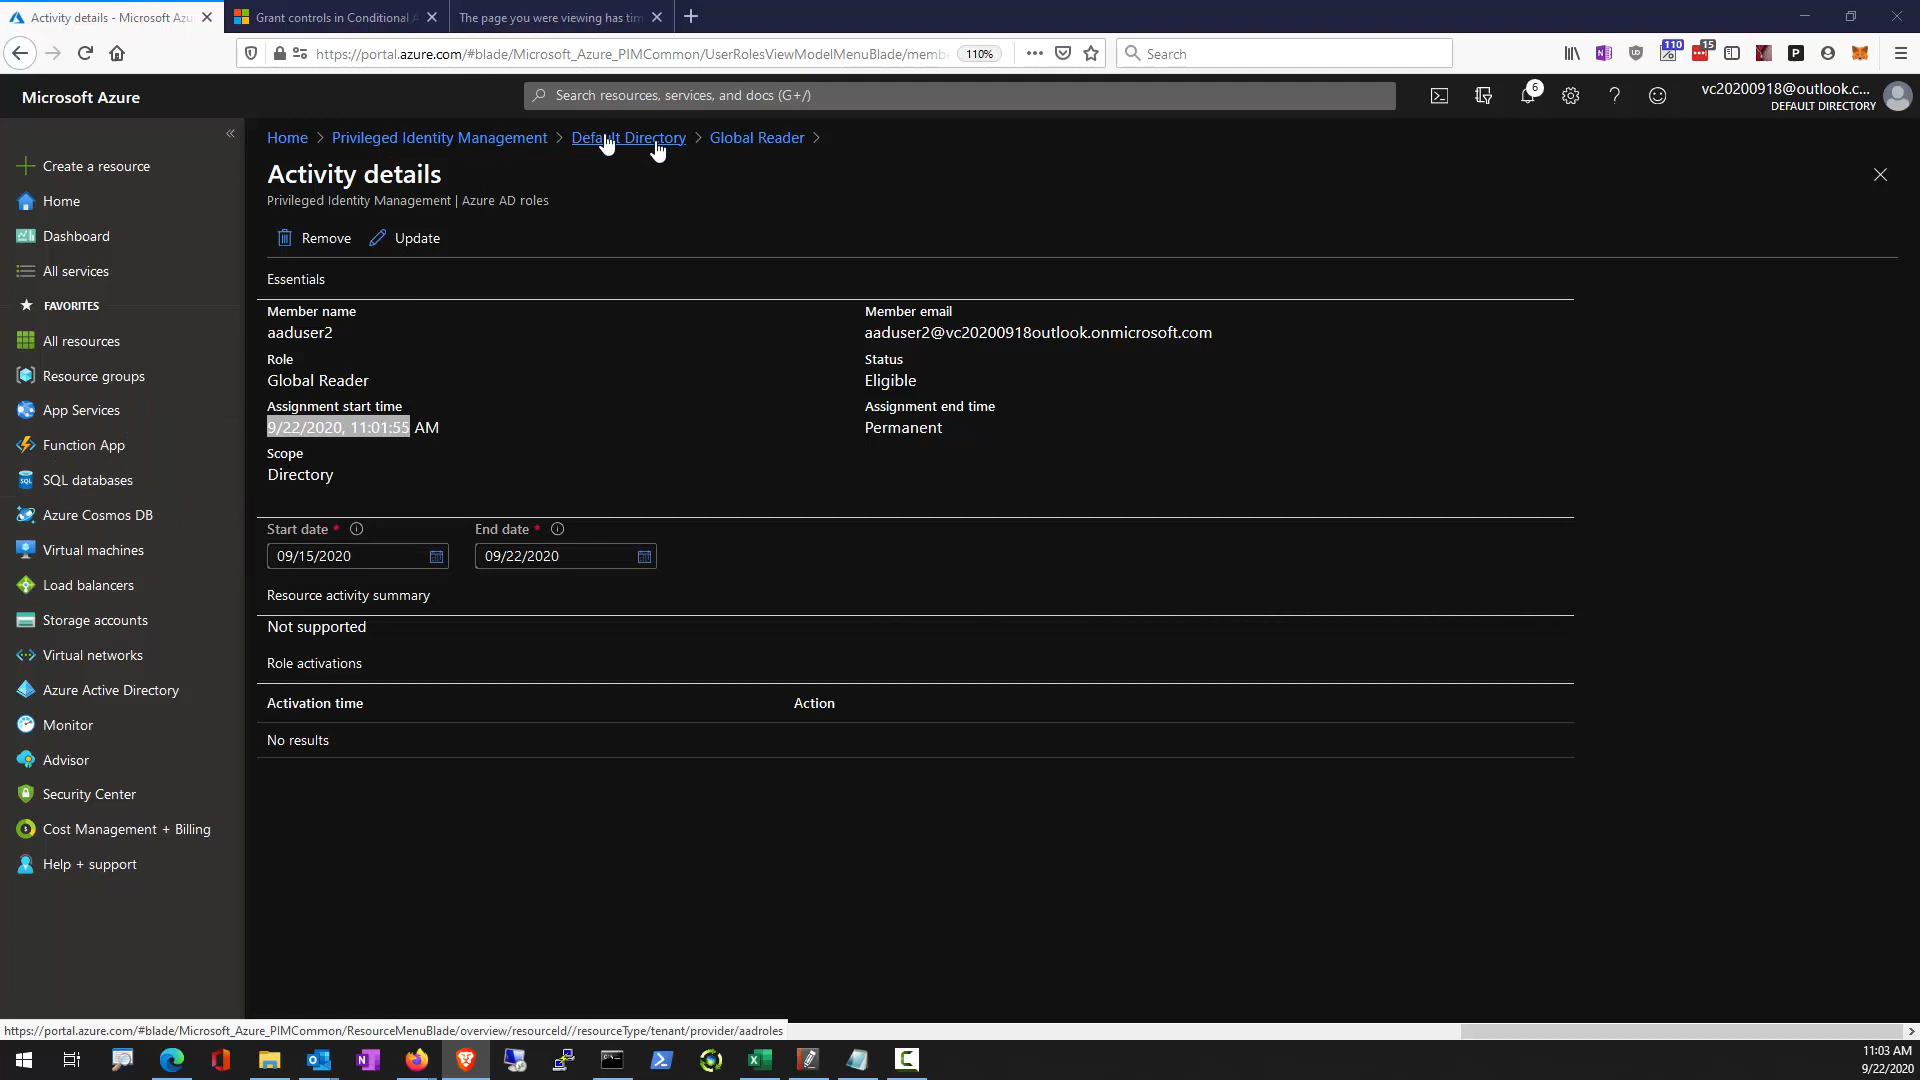 Activity details - Microsoft Azu
Grant controls in Conditional A
The page you were viewing has tim
https://portal.azure.com/#blade/Microsoft_Azure_PIMCommon/UserRolesViewModelMenuBlade/memb
110%
Search
110
15
Microsoft Azure
Search resources, services, and docs (G+/)
6
vc20200918@outlook.c...
DEFAULT DIRECTORY
Create a resource
Home
Dashboard
All services
FAVORITES
All resources
Resource groups
App Services
Function App
SQL databases
Azure Cosmos DB
Virtual machines
Load balancers
Storage accounts
Virtual networks
Azure Active Directory
Monitor
Advisor
Security Center
Cost Management + Billing
Help + support
Home > Privileged Identity Management > Default Directory > Global Reader >
Activity details
Privileged Identity Management | Azure AD roles
Remove
Update
Essentials
Member name
aaduser2
Member email
aaduser2@vc20200918outlook.onmicrosoft.com
Role
Global Reader
Status
Eligible
Assignment start time
9/22/2020, 11:01:55 AM
Assignment end time
Permanent
Scope
Directory
Start date *
End date *
09/15/2020
09/22/2020
Resource activity summary
Not supported
Role activations
Activation time
Action
No results
https://portal.azure.com/#blade/Microsoft_Azure_PIMCommon/ResourceMenuBlade/overview/resourceId//resourceType/tenant/provider/aadroles
11:03 AM
9/22/2020